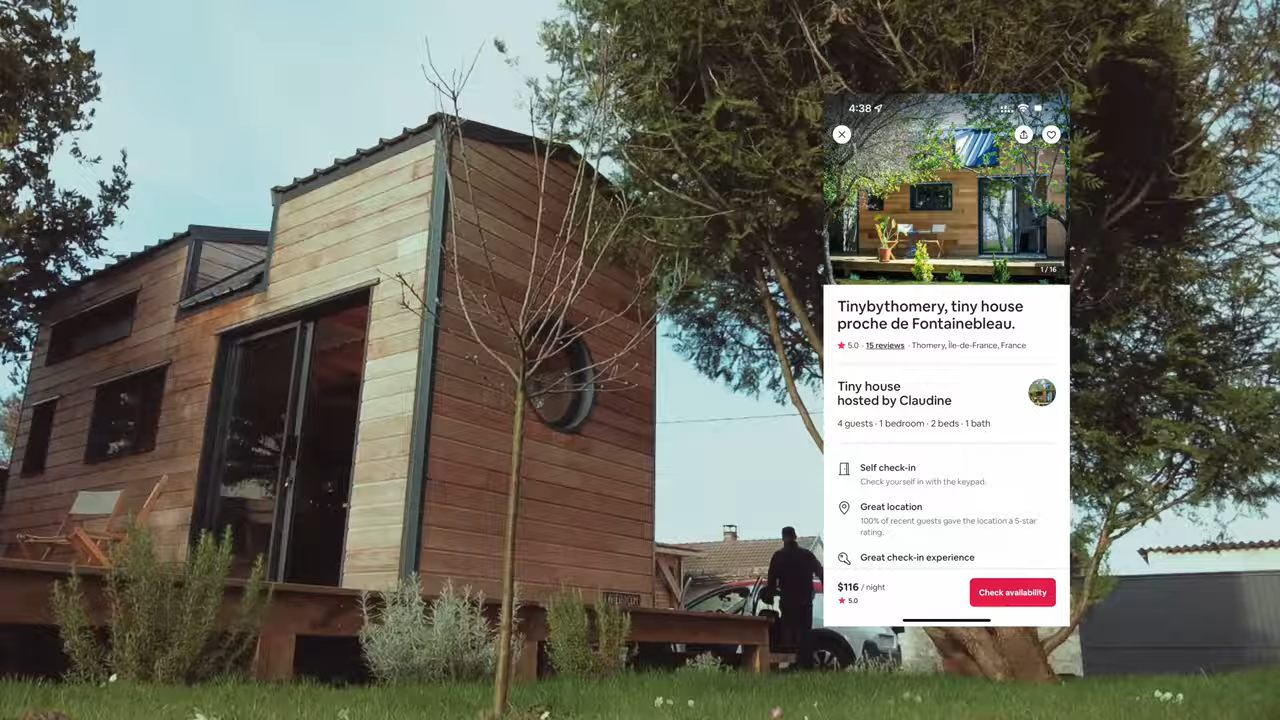 4:38
1 / 16
Tinybythomery, tiny house
proche de Fontainebleau.
5.0 · 15 reviews · Thomery, Île-de-France, France
Tiny house
hosted by Claudine
4 guests · 1 bedroom · 2 beds · 1 bath
Self check-in
Check yourself in with the keypad.
Great location
100% of recent guests gave the location a 5-star
rating.
Great check-in experience
$116 / night
5.0
Check availability